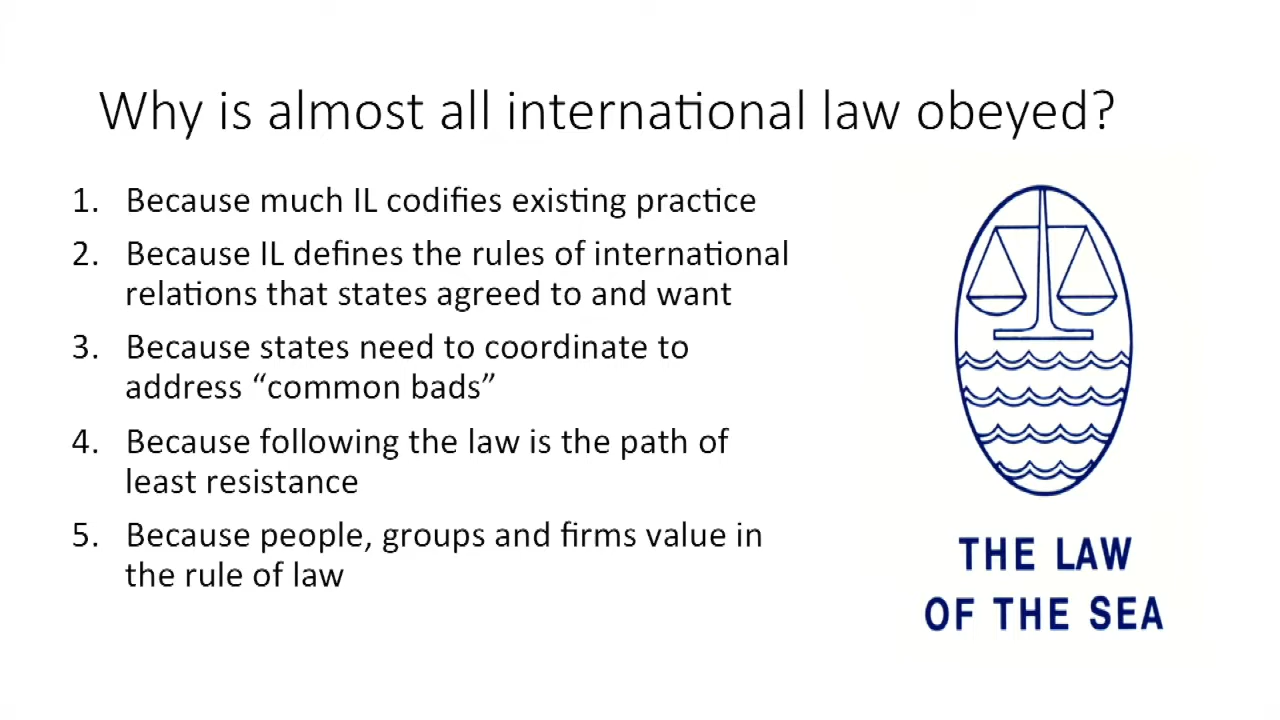 Why is almost all international law obeyed?
1. Because much IL codifies existing practice
2. Because IL defines the rules of international
relations that states agreed to and want
3. Because states need to coordinate to
address “common bads”
4. Because following the law is the path of
least resistance
5. Because people, groups and firms value in
the rule of law
THE LAW
OF THE SEA